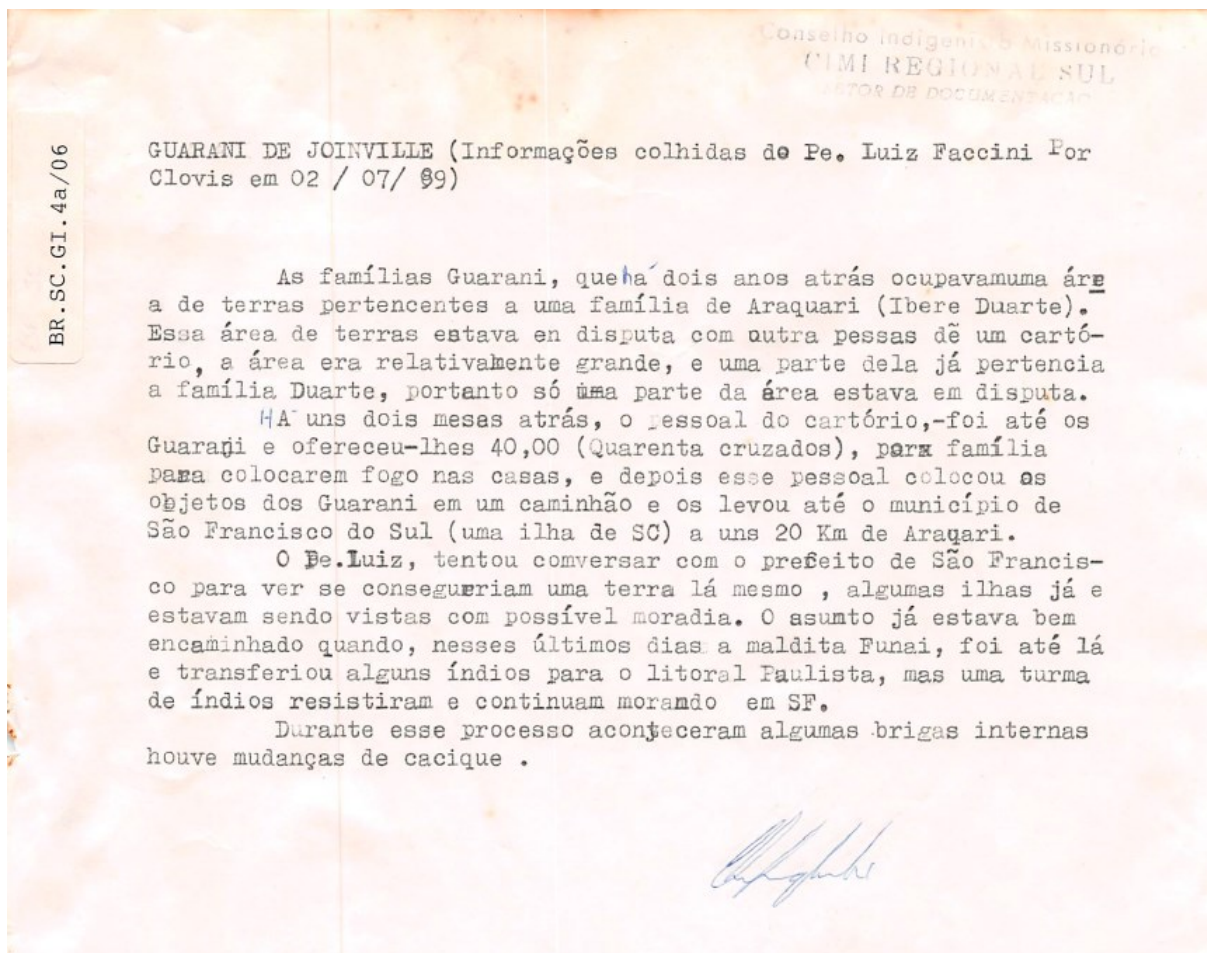 Conselho Indigenista Missionário
CIMI REGIONAL SUL
SETOR DE DOCUMENTAÇÃO
BR.SC.GI.4a/06
GUARANI DE JOINVILLE (Informações colhidas do Pe. Luiz Faccini Por
Clovis em 02 / 07/ 89)
As famílias Guarani, que há dois anos atrás ocupavamuma áre
a de terras pertencentes a uma família de Araquari (Ibere Duarte).
Essa área de terras estava en disputa com outra pessas de um cartó-
rio, a área era relativamente grande, e uma parte dela já pertencia
a família Duarte, portanto só uma parte da área estava em disputa.
HÁ uns dois meses atrás, o pessoal do cartório,-foi até os
Guarani e ofereceu-lhes 40,00 (Quarenta cruzados), para família
para colocarem fogo nas casas, e depois esse pessoal colocou os
objetos dos Guarani em um caminhão e os levou até o município de
São Francisco do Sul (uma ilha de SC) a uns 20 Km de Araqari.
O Pe.Luiz, tentou comversar com o prefeito de São Francis-
co para ver se conseguiriam uma terra lá mesmo , algumas ilhas já e
estavam sendo vistas com possível moradia. O asunto já estava bem
encaminhado quando, nesses últimos dias a maldita Funai, foi até lá
e transferiou alguns índios para o litoral Paulista, mas uma turma
de índios resistiram e continuam morando em SF.
Durante esse processo aconteceram algumas brigas internas
houve mudanças de cacique .